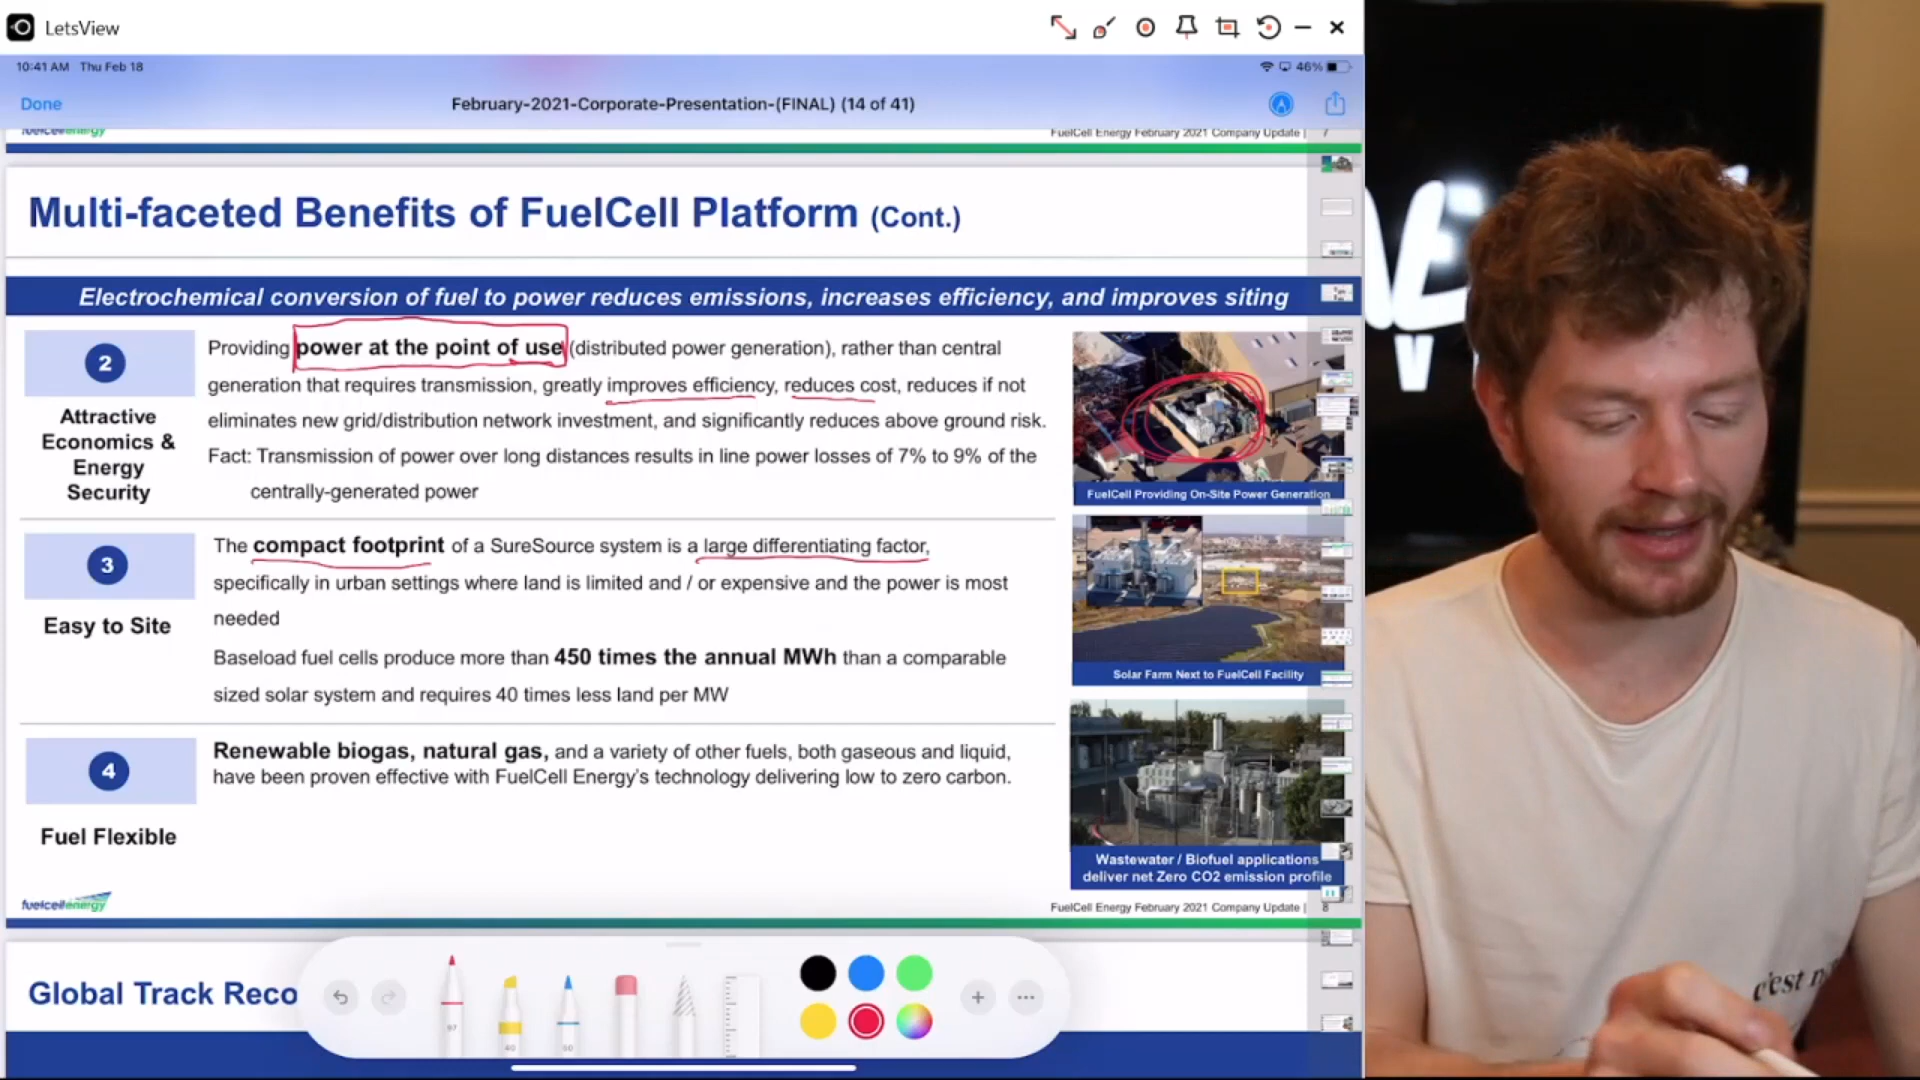 LetsView
10:41 AM Thu Feb 18
46%
Done
February-2021-Corporate-Presentation-(FINAL) (14 of 41)
fuelcellenergy
FuelCell Energy February 2021 Company Update | 7
Multi-faceted Benefits of FuelCell Platform (Cont.)
Electrochemical conversion of fuel to power reduces emissions, increases efficiency, and improves siting
2
Attractive
Economics &
Energy
Security
Providing power at the point of use (distributed power generation), rather than central
generation that requires transmission, greatly improves efficiency, reduces cost, reduces if not
eliminates new grid/distribution network investment, and significantly reduces above ground risk.
Fact: Transmission of power over long distances results in line power losses of 7% to 9% of the
centrally-generated power
FuelCell Providing On-Site Power Generation
3
Easy to Site
The compact footprint of a SureSource system is a large differentiating factor,
specifically in urban settings where land is limited and / or expensive and the power is most
needed
Baseload fuel cells produce more than 450 times the annual MWh than a comparable
sized solar system and requires 40 times less land per MW
Solar Farm Next to FuelCell Facility
4
Fuel Flexible
Renewable biogas, natural gas, and a variety of other fuels, both gaseous and liquid,
have been proven effective with FuelCell Energy's technology delivering low to zero carbon.
Wastewater / Biofuel applications
deliver net Zero CO2 emission profile
fuelcellenergy
FuelCell Energy February 2021 Company Update | 8
Global Track Reco
97
40
60
c'est